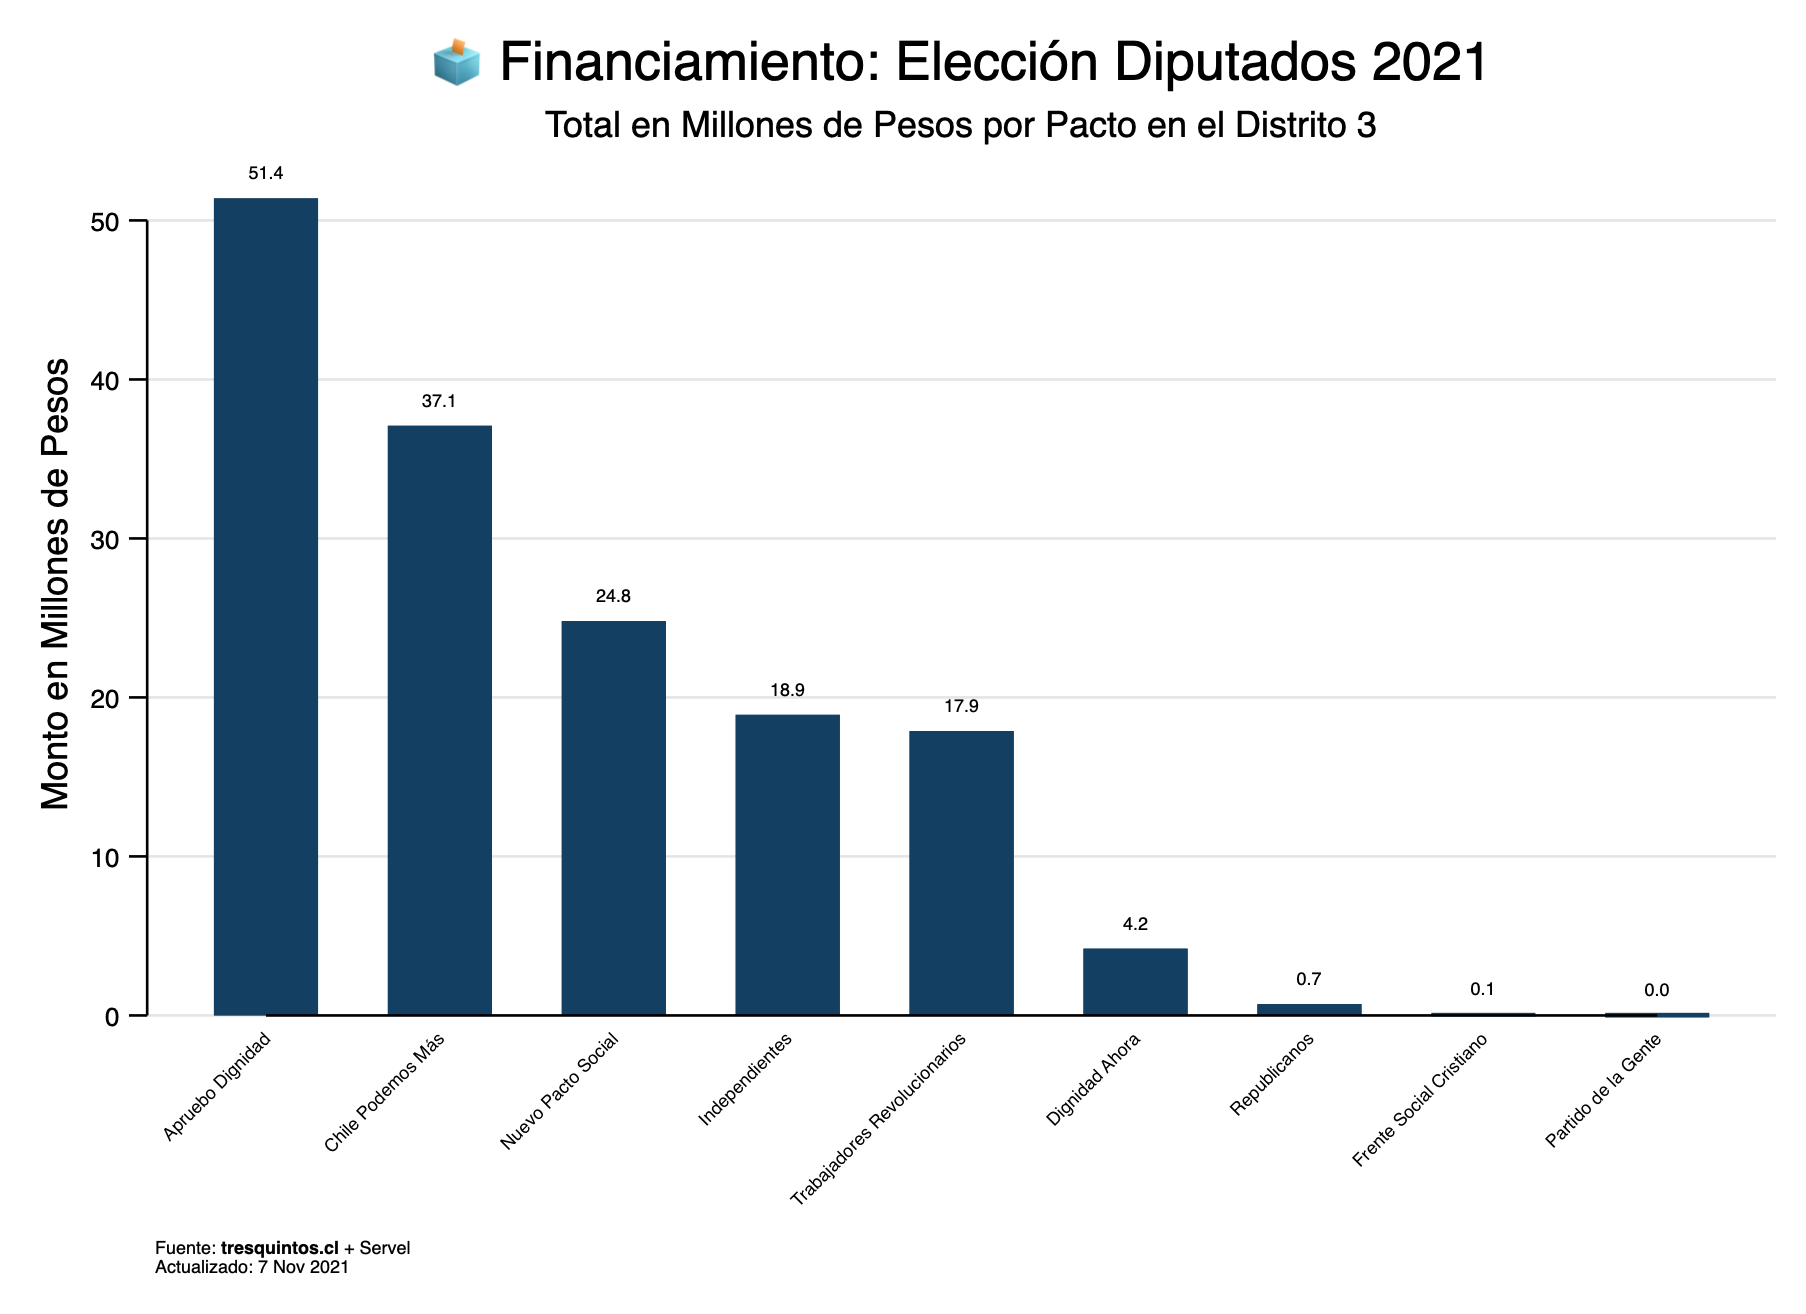 Financiamiento: Elección Diputados 2021
Total en Millones de Pesos por Pacto en el Distrito 3
Monto en Millones de Pesos
50
40
30
20
10
0
51.4
37.1
24.8
18.9
17.9
4.2
0.7
0.1
0.0
Apruebo Dignidad
Chile Podemos Más
Nuevo Pacto Social
Independientes
Trabajadores Revolucionarios
Dignidad Ahora
Republicanos
Frente Social Cristiano
Partido de la Gente
Fuente: tresquintos.cl + Servel
Actualizado: 7 Nov 2021